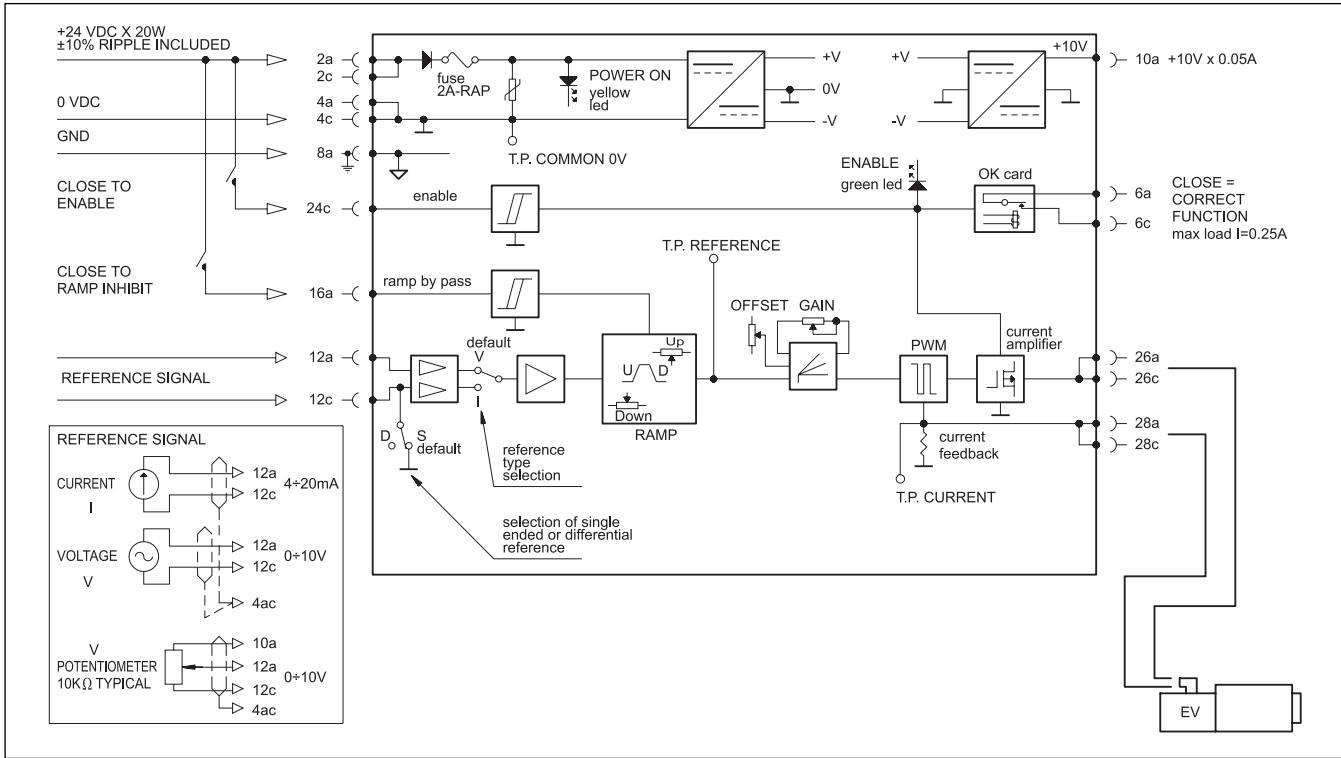 +24 VDC X 20W
±10% RIPPLE INCLUDED
0 VDC
GND
CLOSE TO
ENABLE
CLOSE TO
RAMP INHIBIT
REFERENCE SIGNAL
2a
2c
4a
4c
8a
24c
16a
12a
12c
fuse
2A-RAP
POWER ON
yellow
led
T.P. COMMON 0V
+V
0V
-V
+V
-V
+10V
10a +10V x 0.05A
enable
ENABLE
green led
OK card
6a
6c
CLOSE =
CORRECT
FUNCTION
max load I=0.25A
ramp by pass
T.P. REFERENCE
OFFSET
GAIN
default
V
I
Up
U
D
Down
RAMP
PWM
current
amplifier
26a
26c
28a
28c
D
S
default
reference
type
selection
selection of single
ended or differential
reference
current
feedback
T.P. CURRENT
EV
REFERENCE SIGNAL
CURRENT
I
12a
12c
4÷20mA
VOLTAGE
V
12a
12c
0÷10V
4ac
V
POTENTIOMETER
10KΩ TYPICAL
10a
12a
12c
0÷10V
4ac